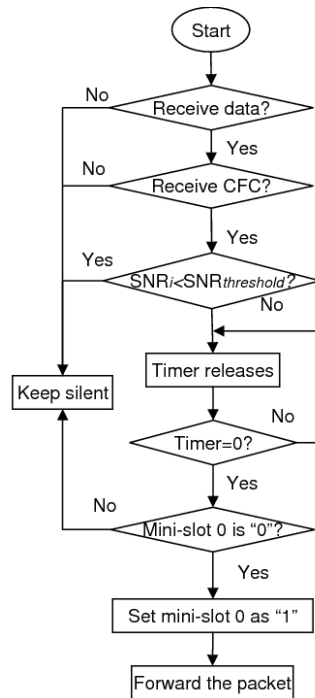 Start
No
Receive data?
Yes
No
Receive CFC?
Yes
Yes
SNRi<SNRthreshold?
No
Timer releases
Keep silent
Timer=0?
No
Yes
No
Mini-slot 0 is “0”?
Yes
Set mini-slot 0 as “1”
Forward the packet